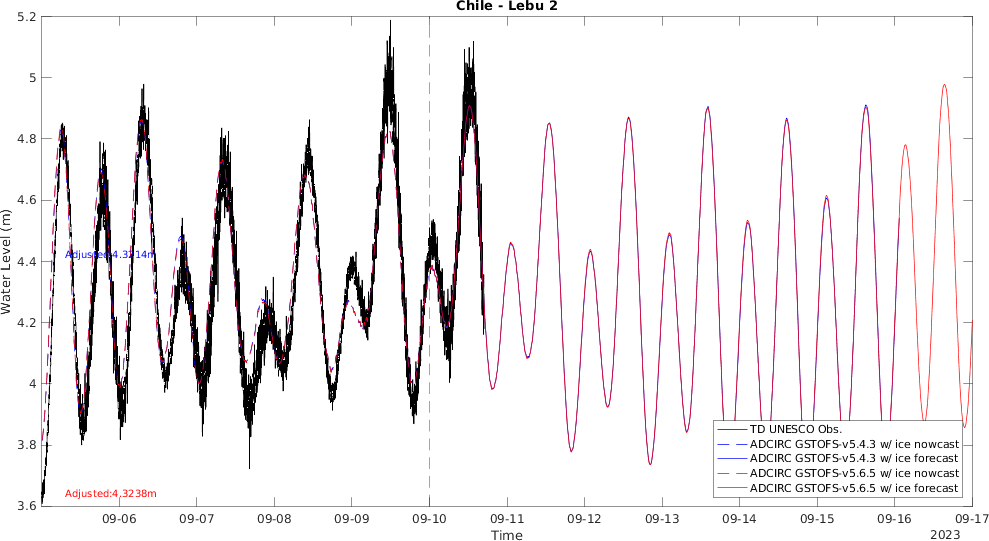 Chile - Lebu 2
Water Level (m)
5.2
5
4.8
4.6
4.4
4.2
4
3.8
3.6
Adjusted:4.3214m
Adjusted:4.3238m
TD UNESCO Obs.
ADCIRC GSTOFS-v5.4.3 w/ ice nowcast
ADCIRC GSTOFS-v5.4.3 w/ ice forecast
ADCIRC GSTOFS-v5.6.5 w/ ice nowcast
ADCIRC GSTOFS-v5.6.5 w/ ice forecast
09-06 09-07 09-08 09-09 09-10 09-11 09-12 09-13 09-14 09-15 09-16 09-17
Time
2023